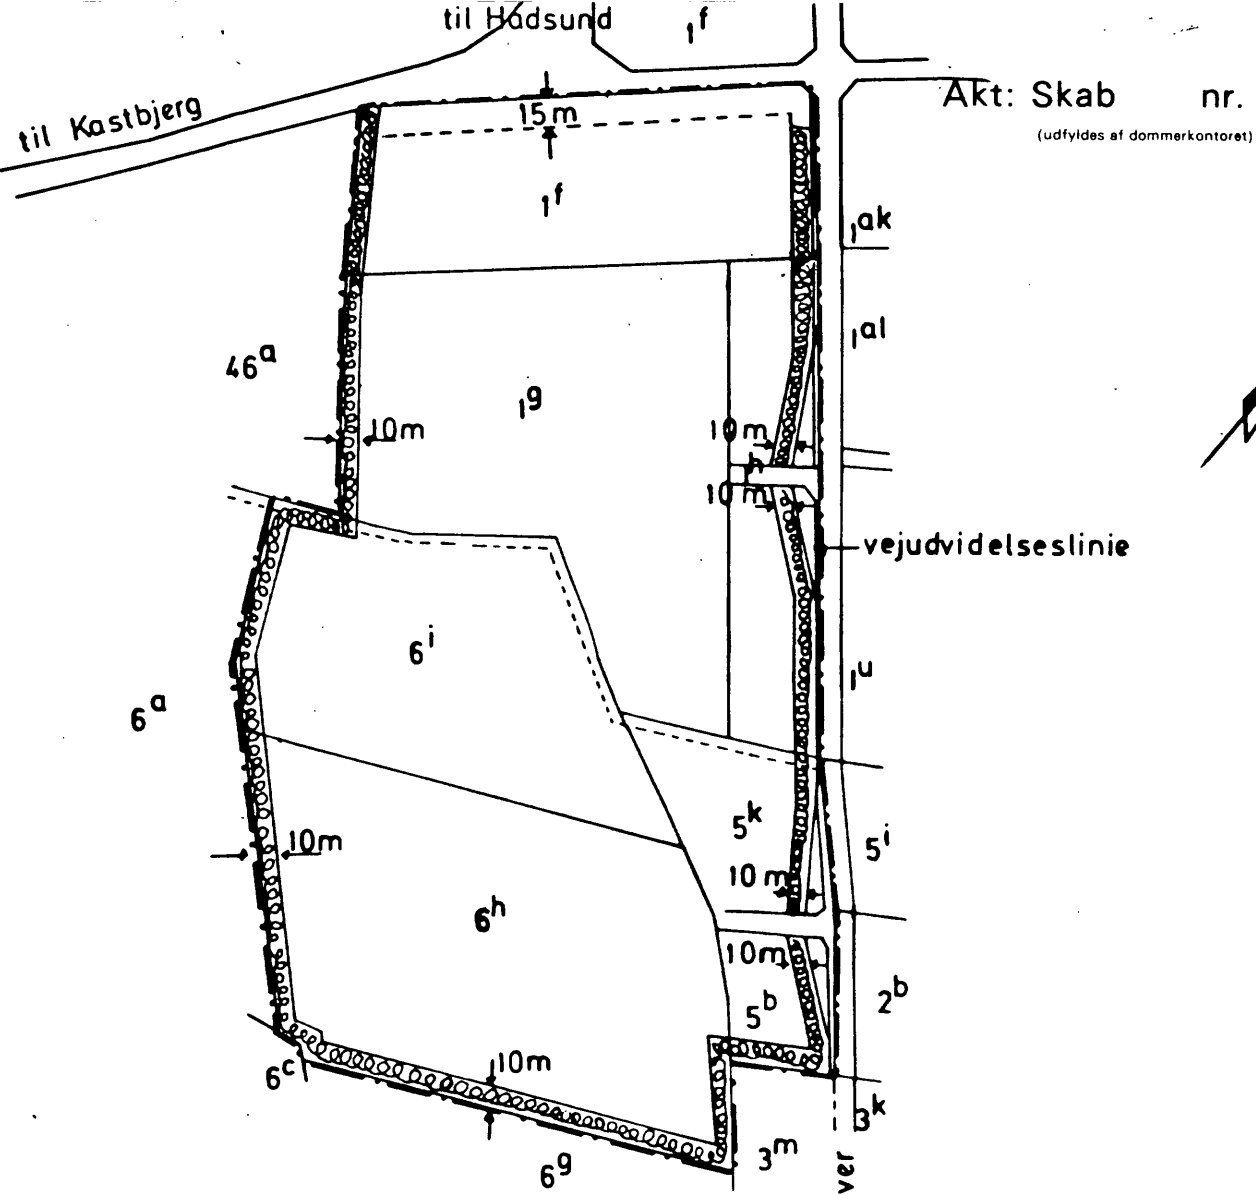 til Hadsund
1f
til Kastbjerg
15m
Akt: Skab nr.
(udfyldes af dommerkontoret)
1f
1ak
1al
46a
1g
10m
10m
h
10m
vejudvidelseslinie
6i
1u
6a
5k
5i
10m
10m
6h
10m
2b
5b
10m
6c
3k
3m
6g
ver